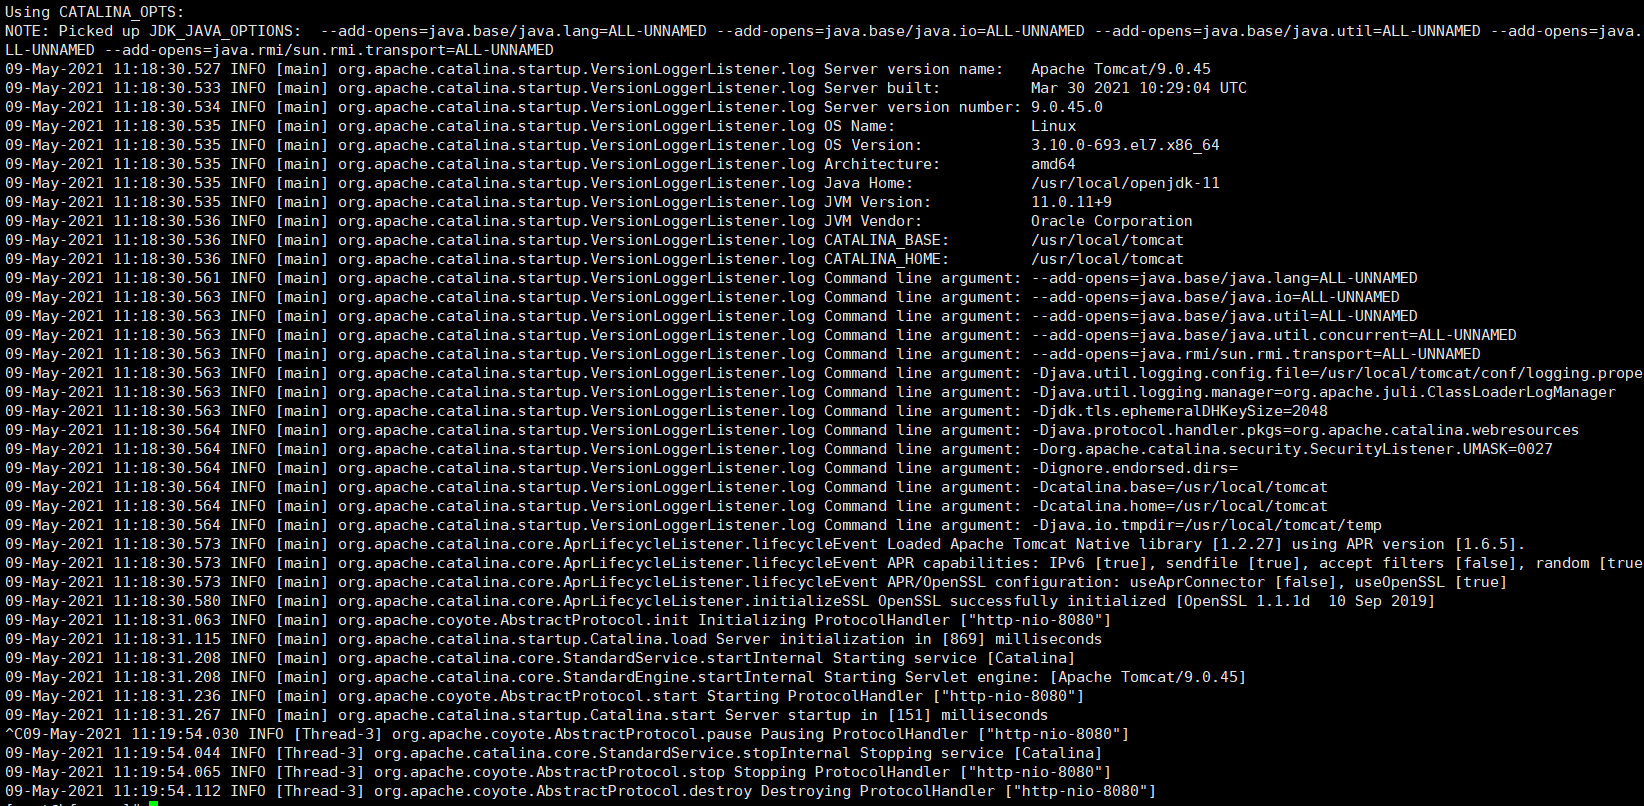 Using CATALINA_OPTS:
NOTE: Picked up JDK_JAVA_OPTIONS:  --add-opens=java.base/java.lang=ALL-UNNAMED --add-opens=java.base/java.io=ALL-UNNAMED --add-opens=java.base/java.util=ALL-UNNAMED --add-opens=java.
LL-UNNAMED --add-opens=java.rmi/sun.rmi.transport=ALL-UNNAMED
09-May-2021 11:18:30.527 INFO [main] org.apache.catalina.startup.VersionLoggerListener.log Server version name:   Apache Tomcat/9.0.45
09-May-2021 11:18:30.533 INFO [main] org.apache.catalina.startup.VersionLoggerListener.log Server built:          Mar 30 2021 10:29:04 UTC
09-May-2021 11:18:30.534 INFO [main] org.apache.catalina.startup.VersionLoggerListener.log Server version number: 9.0.45.0
09-May-2021 11:18:30.535 INFO [main] org.apache.catalina.startup.VersionLoggerListener.log OS Name:               Linux
09-May-2021 11:18:30.535 INFO [main] org.apache.catalina.startup.VersionLoggerListener.log OS Version:            3.10.0-693.el7.x86_64
09-May-2021 11:18:30.535 INFO [main] org.apache.catalina.startup.VersionLoggerListener.log Architecture:          amd64
09-May-2021 11:18:30.535 INFO [main] org.apache.catalina.startup.VersionLoggerListener.log Java Home:             /usr/local/openjdk-11
09-May-2021 11:18:30.535 INFO [main] org.apache.catalina.startup.VersionLoggerListener.log JVM Version:           11.0.11+9
09-May-2021 11:18:30.536 INFO [main] org.apache.catalina.startup.VersionLoggerListener.log JVM Vendor:            Oracle Corporation
09-May-2021 11:18:30.536 INFO [main] org.apache.catalina.startup.VersionLoggerListener.log CATALINA_BASE:         /usr/local/tomcat
09-May-2021 11:18:30.536 INFO [main] org.apache.catalina.startup.VersionLoggerListener.log CATALINA_HOME:         /usr/local/tomcat
09-May-2021 11:18:30.561 INFO [main] org.apache.catalina.startup.VersionLoggerListener.log Command line argument: --add-opens=java.base/java.lang=ALL-UNNAMED
09-May-2021 11:18:30.563 INFO [main] org.apache.catalina.startup.VersionLoggerListener.log Command line argument: --add-opens=java.base/java.io=ALL-UNNAMED
09-May-2021 11:18:30.563 INFO [main] org.apache.catalina.startup.VersionLoggerListener.log Command line argument: --add-opens=java.base/java.util=ALL-UNNAMED
09-May-2021 11:18:30.563 INFO [main] org.apache.catalina.startup.VersionLoggerListener.log Command line argument: --add-opens=java.base/java.util.concurrent=ALL-UNNAMED
09-May-2021 11:18:30.563 INFO [main] org.apache.catalina.startup.VersionLoggerListener.log Command line argument: --add-opens=java.rmi/sun.rmi.transport=ALL-UNNAMED
09-May-2021 11:18:30.563 INFO [main] org.apache.catalina.startup.VersionLoggerListener.log Command line argument: -Djava.util.logging.config.file=/usr/local/tomcat/conf/logging.prope
09-May-2021 11:18:30.563 INFO [main] org.apache.catalina.startup.VersionLoggerListener.log Command line argument: -Djava.util.logging.manager=org.apache.juli.ClassLoaderLogManager
09-May-2021 11:18:30.563 INFO [main] org.apache.catalina.startup.VersionLoggerListener.log Command line argument: -Djdk.tls.ephemeralDHKeySize=2048
09-May-2021 11:18:30.564 INFO [main] org.apache.catalina.startup.VersionLoggerListener.log Command line argument: -Djava.protocol.handler.pkgs=org.apache.catalina.webresources
09-May-2021 11:18:30.564 INFO [main] org.apache.catalina.startup.VersionLoggerListener.log Command line argument: -Dorg.apache.catalina.security.SecurityListener.UMASK=0027
09-May-2021 11:18:30.564 INFO [main] org.apache.catalina.startup.VersionLoggerListener.log Command line argument: -Dignore.endorsed.dirs=
09-May-2021 11:18:30.564 INFO [main] org.apache.catalina.startup.VersionLoggerListener.log Command line argument: -Dcatalina.base=/usr/local/tomcat
09-May-2021 11:18:30.564 INFO [main] org.apache.catalina.startup.VersionLoggerListener.log Command line argument: -Dcatalina.home=/usr/local/tomcat
09-May-2021 11:18:30.564 INFO [main] org.apache.catalina.startup.VersionLoggerListener.log Command line argument: -Djava.io.tmpdir=/usr/local/tomcat/temp
09-May-2021 11:18:30.573 INFO [main] org.apache.catalina.core.AprLifecycleListener.lifecycleEvent Loaded Apache Tomcat Native library [1.2.27] using APR version [1.6.5].
09-May-2021 11:18:30.573 INFO [main] org.apache.catalina.core.AprLifecycleListener.lifecycleEvent APR capabilities: IPv6 [true], sendfile [true], accept filters [false], random [true
09-May-2021 11:18:30.573 INFO [main] org.apache.catalina.core.AprLifecycleListener.lifecycleEvent APR/OpenSSL configuration: useAprConnector [false], useOpenSSL [true]
09-May-2021 11:18:30.580 INFO [main] org.apache.catalina.core.AprLifecycleListener.initializeSSL OpenSSL successfully initialized [OpenSSL 1.1.1d  10 Sep 2019]
09-May-2021 11:18:31.063 INFO [main] org.apache.coyote.AbstractProtocol.init Initializing ProtocolHandler ["http-nio-8080"]
09-May-2021 11:18:31.115 INFO [main] org.apache.catalina.startup.Catalina.load Server initialization in [869] milliseconds
09-May-2021 11:18:31.208 INFO [main] org.apache.catalina.core.StandardService.startInternal Starting service [Catalina]
09-May-2021 11:18:31.208 INFO [main] org.apache.catalina.core.StandardEngine.startInternal Starting Servlet engine: [Apache Tomcat/9.0.45]
09-May-2021 11:18:31.236 INFO [main] org.apache.coyote.AbstractProtocol.start Starting ProtocolHandler ["http-nio-8080"]
09-May-2021 11:18:31.267 INFO [main] org.apache.catalina.startup.Catalina.start Server startup in [151] milliseconds
^C09-May-2021 11:19:54.030 INFO [Thread-3] org.apache.coyote.AbstractProtocol.pause Pausing ProtocolHandler ["http-nio-8080"]
09-May-2021 11:19:54.044 INFO [Thread-3] org.apache.catalina.core.StandardService.stopInternal Stopping service [Catalina]
09-May-2021 11:19:54.065 INFO [Thread-3] org.apache.coyote.AbstractProtocol.stop Stopping ProtocolHandler ["http-nio-8080"]
09-May-2021 11:19:54.112 INFO [Thread-3] org.apache.coyote.AbstractProtocol.destroy Destroying ProtocolHandler ["http-nio-8080"]